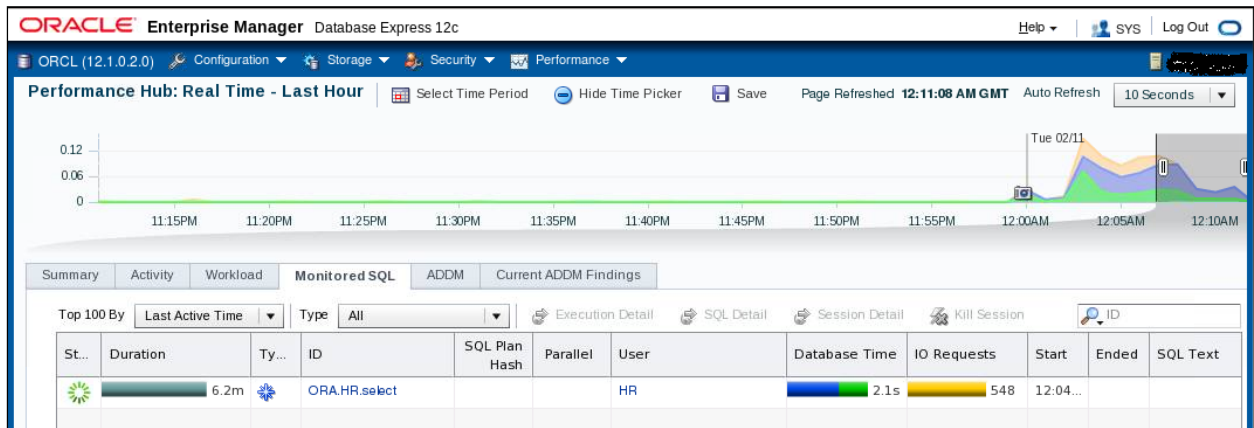 ORACLE Enterprise Manager Database Express 12c Help SYS Log Out
ORCL (12.1.0.2.0) Configuration Storage Security Performance
Performance Hub: Real Time - Last Hour Select Time Period Hide Time Picker Save Page Refreshed 12:11:08 AM GMT Auto Refresh 10 Seconds
Tue 02/11
0.12
0.06
0
11:15PM 11:20PM 11:25PM 11:30PM 11:35PM 11:40PM 11:45PM 11:50PM 11:55PM 12:00AM 12:05AM 12:10AM
Summary Activity Workload Monitored SQL ADDM Current ADDM Findings
Top 100 By Last Active Time Type All Execution Detail SQL Detail Session Detail Kill Session ID
St... Duration Ty... ID SQL Plan Hash Parallel User Database Time IO Requests Start Ended SQL Text
6.2m ORA.HR.select HR 2.1s 548 12:04...